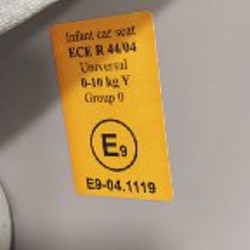 Infant car seat
ECE R 44/04
Universal
0-10 kg Y
Group 0
E9
E9-04.1119